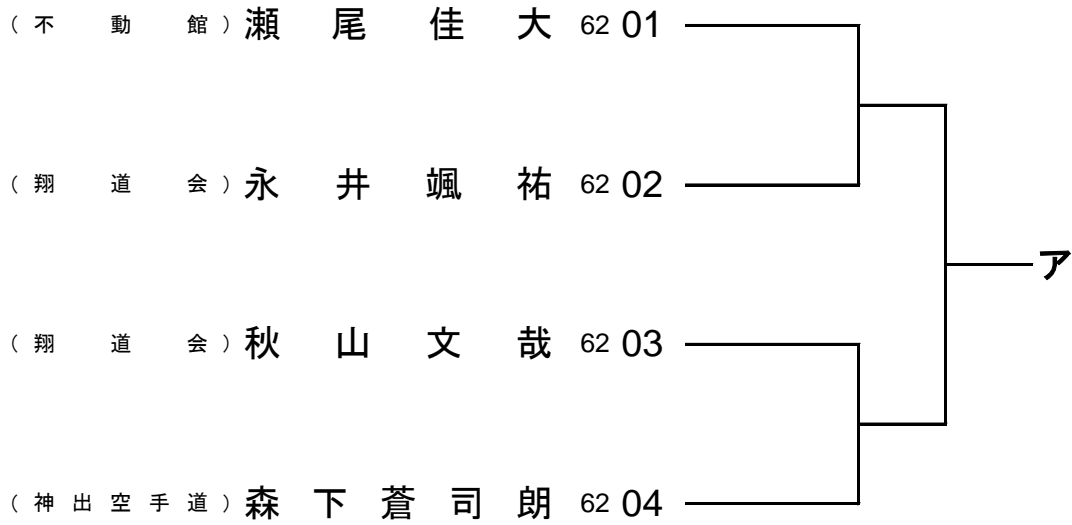 (不動館) 瀬尾佳大 62 01
(翔道会) 永井颯祐 62 02
ア
(翔道会) 秋山文哉 62 03
(神出空手道) 森下蒼司朗 62 04